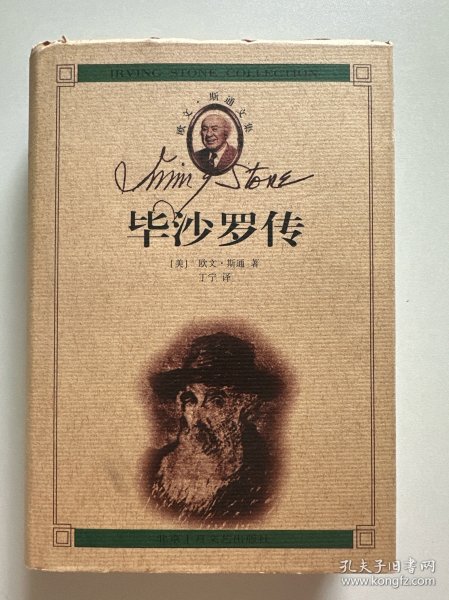 IRVING STONE COLLECTION
欧文·斯通文集
Irving Stone
毕沙罗传
[美] 欧文·斯通 著
丁宁 译
北京十月文艺出版社
孔夫子旧书网
www.kongfz.com